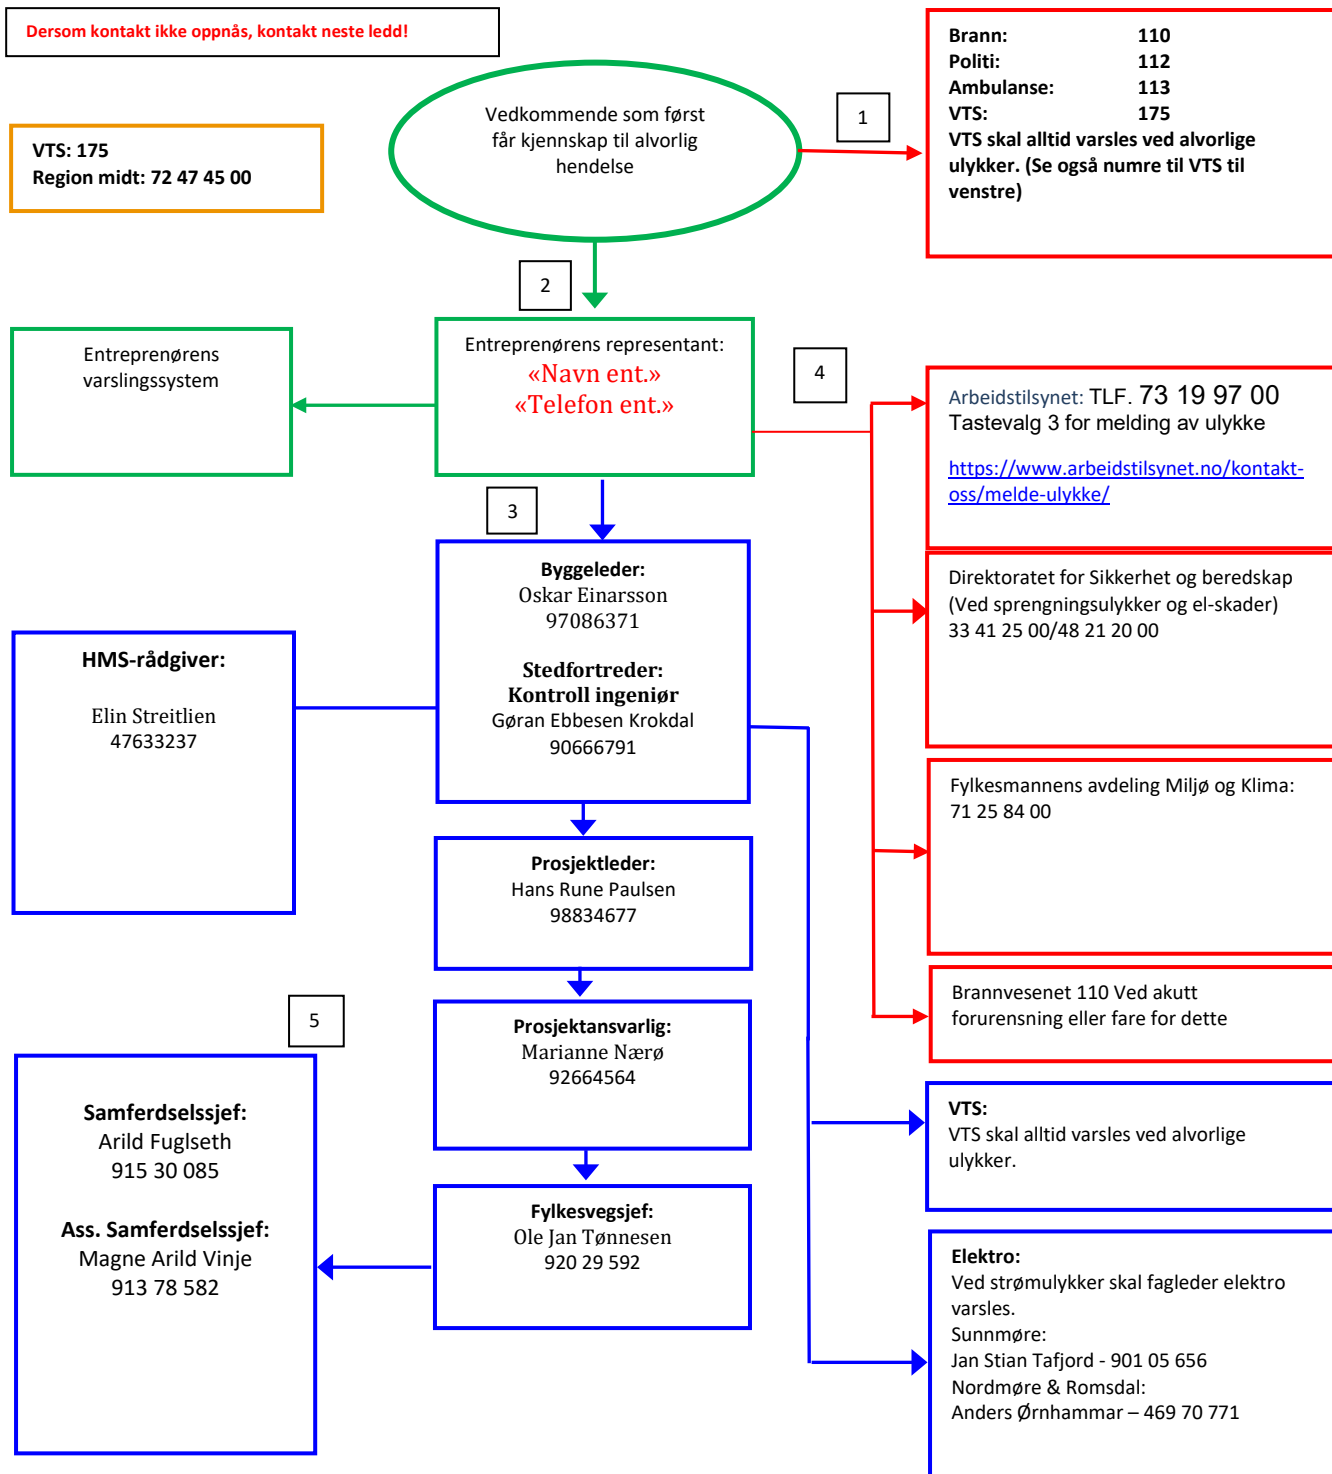 Dersom kontakt ikke oppnås, kontakt neste ledd!
VTS: 175
Region midt: 72 47 45 00
Vedkommende som først
får kjennskap til alvorlig
hendelse
1
Brann: 110
Politi: 112
Ambulanse: 113
VTS: 175
VTS skal alltid varsles ved alvorlige
ulykker. (Se også numre til VTS til
venstre)
2
Entreprenørens
varslingssystem
Entreprenørens representant:
«Navn ent.»
«Telefon ent.»
4
Arbeidstilsynet: TLF. 73 19 97 00
Tastevalg 3 for melding av ulykke
https://www.arbeidstilsynet.no/kontakt-
oss/melde-ulykke/
3
Byggeleder:
Oskar Einarsson
97086371
Stedfortreder:
Kontroll ingeniør
Gøran Ebbesen Krokdal
90666791
Direktoratet for Sikkerhet og beredskap
(Ved sprengningsulykker og el-skader)
33 41 25 00/48 21 20 00
HMS-rådgiver:
Elin Streitlien
47633237
Fylkesmannens avdeling Miljø og Klima:
71 25 84 00
Prosjektleder:
Hans Rune Paulsen
98834677
Brannvesenet 110 Ved akutt
forurensning eller fare for dette
5
Prosjektansvarlig:
Marianne Nærø
92664564
Samferdselssjef:
Arild Fuglseth
915 30 085
Ass. Samferdselssjef:
Magne Arild Vinje
913 78 582
VTS:
VTS skal alltid varsles ved alvorlige
ulykker.
Fylkesvegsjef:
Ole Jan Tønnesen
920 29 592
Elektro:
Ved strømulykker skal fagleder elektro
varsles.
Sunnmøre:
Jan Stian Tafjord - 901 05 656
Nordmøre & Romsdal:
Anders Ørnhammar – 469 70 771